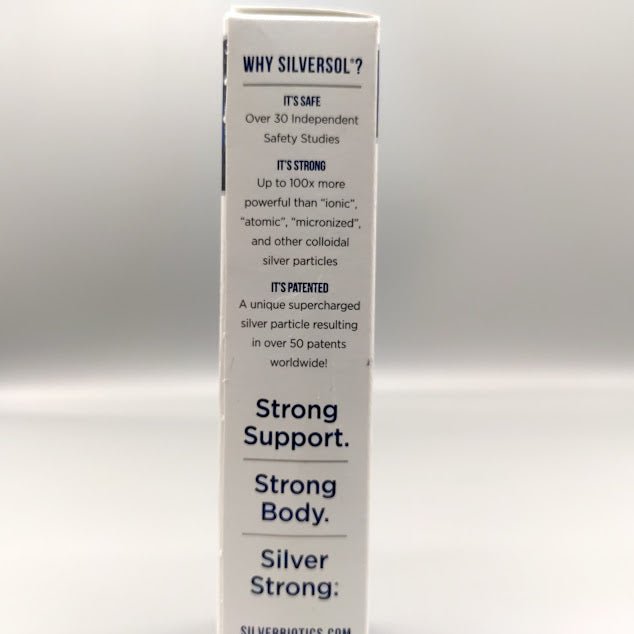 WHY SILVERSOL®?
IT'S SAFE
Over 30 Independent
Safety Studies
IT'S STRONG
Up to 100x more
powerful than "ionic",
"atomic", "micronized",
and other colloidal
silver particles
IT'S PATENTED
A unique supercharged
silver particle resulting
in over 50 patents
worldwide!
Strong
Support.
Strong
Body.
Silver
Strong:
SILVERBIOTICS.COM